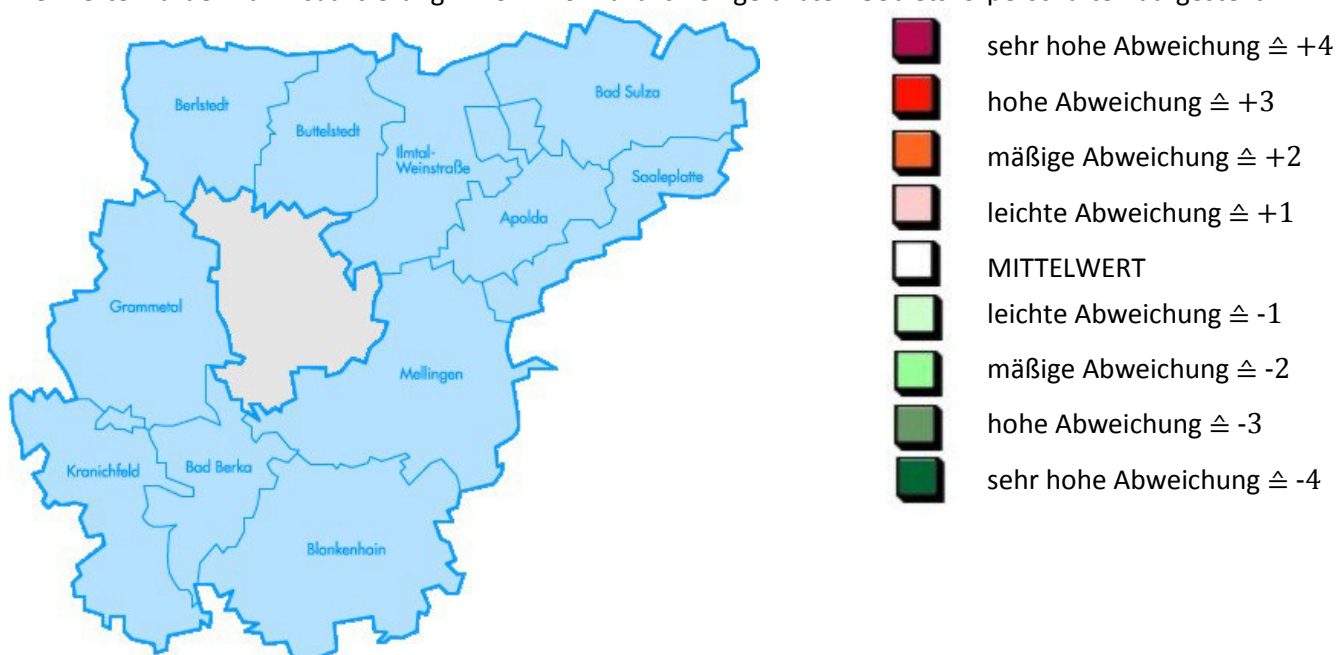 Berlstedt
Buttelstedt
Ilmtal-
Weinstraße
Bad Sulza
Saaleplatte
Apolda
Grammetal
Mellingen
Kranichfeld
Bad Berka
Blankenhain
sehr hohe Abweichung ≙ +4
hohe Abweichung ≙ +3
mäßige Abweichung ≙ +2
leichte Abweichung ≙ +1
MITTELWERT
leichte Abweichung ≙ -1
mäßige Abweichung ≙ -2
hohe Abweichung ≙ -3
sehr hohe Abweichung ≙ -4